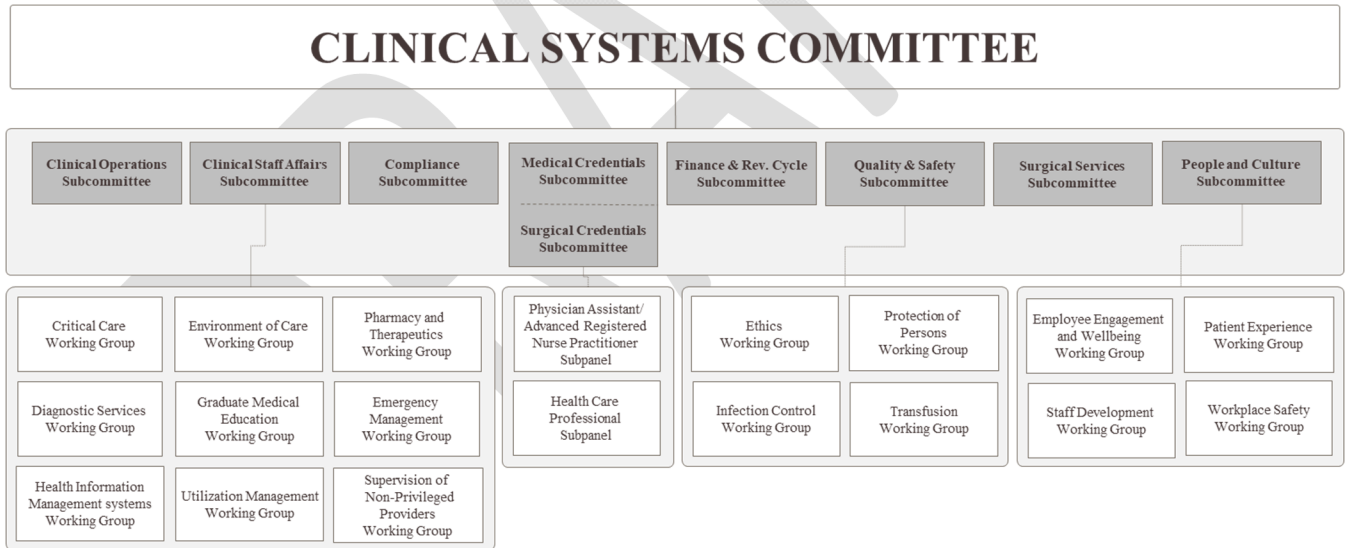 CLINICAL SYSTEMS COMMITTEE
Clinical Operations
Subcommittee
Clinical Staff Affairs
Subcommittee
Compliance
Subcommittee
Medical Credentials
Subcommittee
Surgical Credentials
Subcommittee
Finance & Rev. Cycle
Subcommittee
Quality & Safety
Subcommittee
Surgical Services
Subcommittee
People and Culture
Subcommittee
Critical Care
Working Group
Environment of Care
Working Group
Pharmacy and
Therapeutics
Working Group
Diagnostic Services
Working Group
Graduate Medical
Education
Working Group
Emergency
Management
Working Group
Health Information
Management systems
Working Group
Utilization Management
Working Group
Supervision of
Non-Privileged
Providers
Working Group
Physician Assistant/
Advanced Registered
Nurse Practitioner
Subpanel
Health Care
Professional
Subpanel
Ethics
Working Group
Protection of
Persons
Working Group
Infection Control
Working Group
Transfusion
Working Group
Employee Engagement
and Wellbeing
Working Group
Patient Experience
Working Group
Staff Development
Working Group
Workplace Safety
Working Group